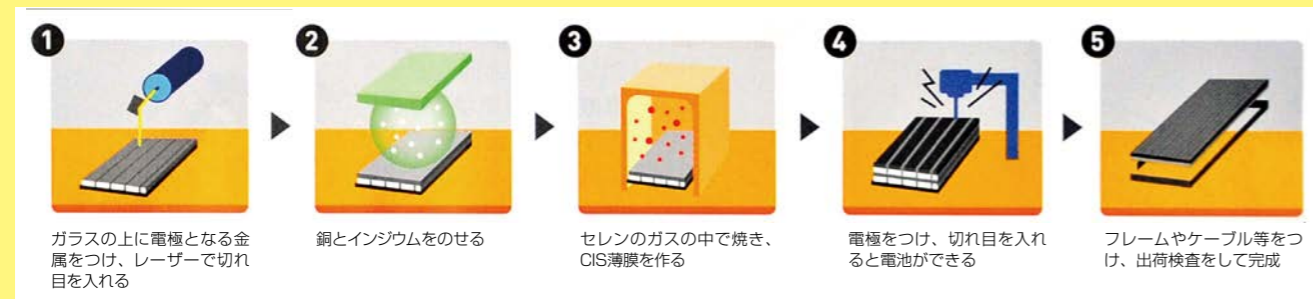 1
ガラスの上に電極となる金
属をつけ、レーザーで切れ
目を入れる
2
銅とインジウムをのせる
3
セレンのガスの中で焼き、
CIS薄膜を作る
4
電極をつけ、切れ目を入れ
ると電池ができる
5
フレームやケーブル等をつ
け、出荷検査をして完成